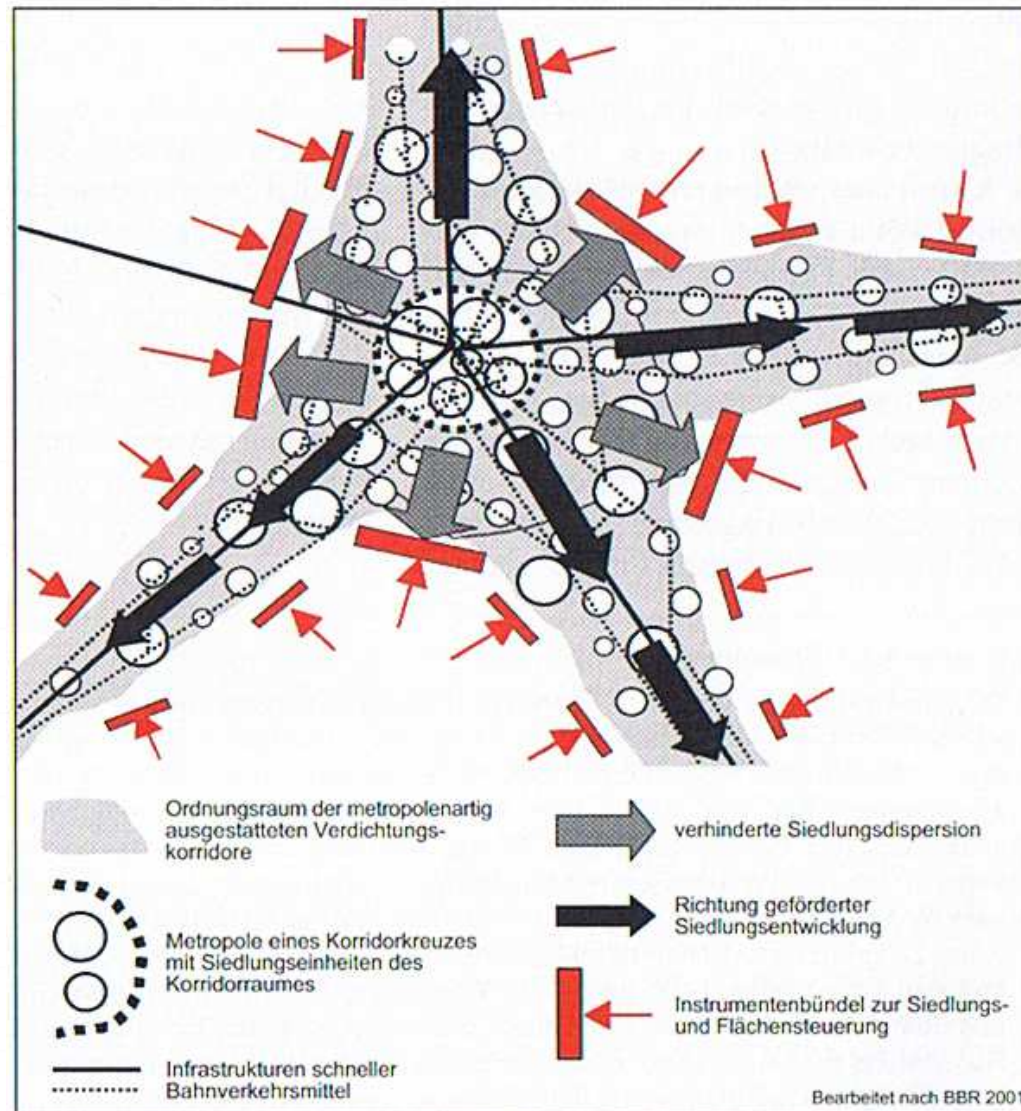 Ordnungsraum der metropolenartig
ausgestatteten Verdichtungs-
korridore
Metropole eines Korridorkreuzes
mit Siedlungseinheiten des
Korridorraumes
Infrastrukturen schneller
Bahnverkehrsmittel
verhinderte Siedlungsdispersion
Richtung geförderter
Siedlungsentwicklung
Instrumentenbündel zur Siedlungs-
und Flächensteuerung
Bearbeitet nach BBR 2001